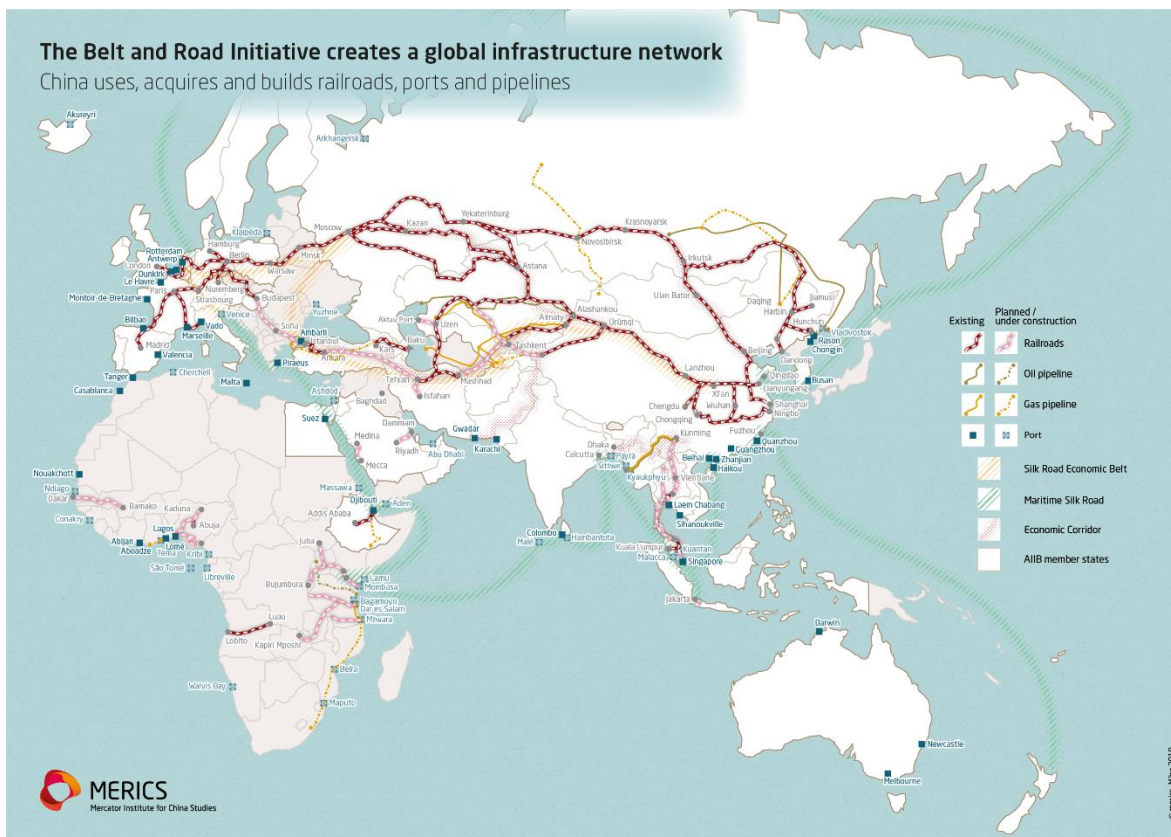 The Belt and Road Initiative creates a global infrastructure network
China uses, acquires and builds railroads, ports and pipelines
Akureyri
Arkhangelsk
Yekaterinburg
Krasnoyarsk
Kazan
Moscow
Novosibirsk
Klaipėda
Rotterdam
Hamburg
Antwerp
Berlin
Minsk
Irkutsk
London
Dunkirk
Warsaw
Astana
Le Havre
Paris
Nuremberg
Ulan Bator
Daqing
Jiamusi
Montoir-de-Bretagne
Strasbourg
Budapest
Alashankou
Harbin
Venice
Yuzhne
Aktau Port
Uzen
Almaty
Ürümqi
Hunchun
Vladivostok
Bilbao
Vado
Sofia
Ambarli
Rason
Marseille
Istanbul
Kars
Baku
Tashkent
Beijing
Chongjin
Madrid
Ankara
Dandong
Valencia
Piraeus
Lanzhou
Qingdao
Tanger
Cherchell
Tehran
Mashhad
Lianyungang
Busan
Casablanca
Malta
Ashdod
Isfahan
Xi'an
Baghdad
Chengdu
Wuhan
Shanghai
Suez
Dammam
Chongqing
Ningbo
Medina
Gwadar
Karachi
Fuzhou
Riyadh
Abu Dhabi
Dhaka
Kunming
Quanzhou
Mecca
Calcutta
Payra
Beihai
Guangzhou
Sittwe
Zhanjian
Nouakchott
Kyaukphyu
Haikou
Ndiago
Massawa
Vientiane
Dakar
Djibouti
Aden
Bamako
Kaduna
Addis Ababa
Laem Chabang
Conakry
Abuja
Sihanoukville
Lagos
Colombo
Hambantota
Abijan
Lomé
Juba
Male
Aboadze
Tema
Kribi
Kuala Lumpur
Kuantan
São Tomé
Libreville
Malacca
Singapore
Lamu
Bujumbura
Mombasa
Bagamoyo
Jakarta
Dar es Salam
Luau
Mtwara
Lobito
Kapiri Mposhi
Darwin
Beira
Walvis Bay
Maputo
Newcastle
Melbourne
Existing
Planned /
under construction
Railroads
Oil pipeline
Gas pipeline
Port
Silk Road Economic Belt
Maritime Silk Road
Economic Corridor
AIIB member states
MERICS
Mercator Institute for China Studies